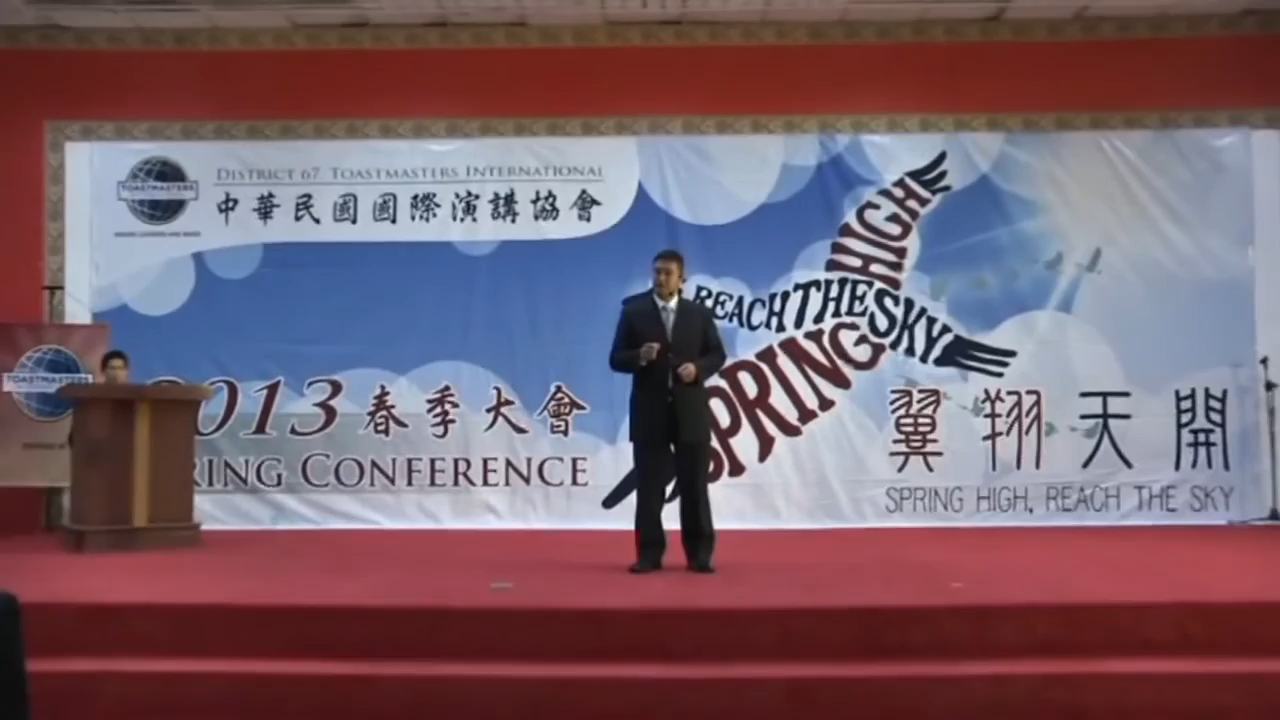 DISTRICT 67 TOASTMASTERS INTERNATIONAL
TOASTMASTERS
中華民國國際演講協會
REACH THE SKY
SPRING HIGH
TOASTMASTERS
013 春季大會
RING CONFERENCE
翼翔天開
SPRING HIGH, REACH THE SKY